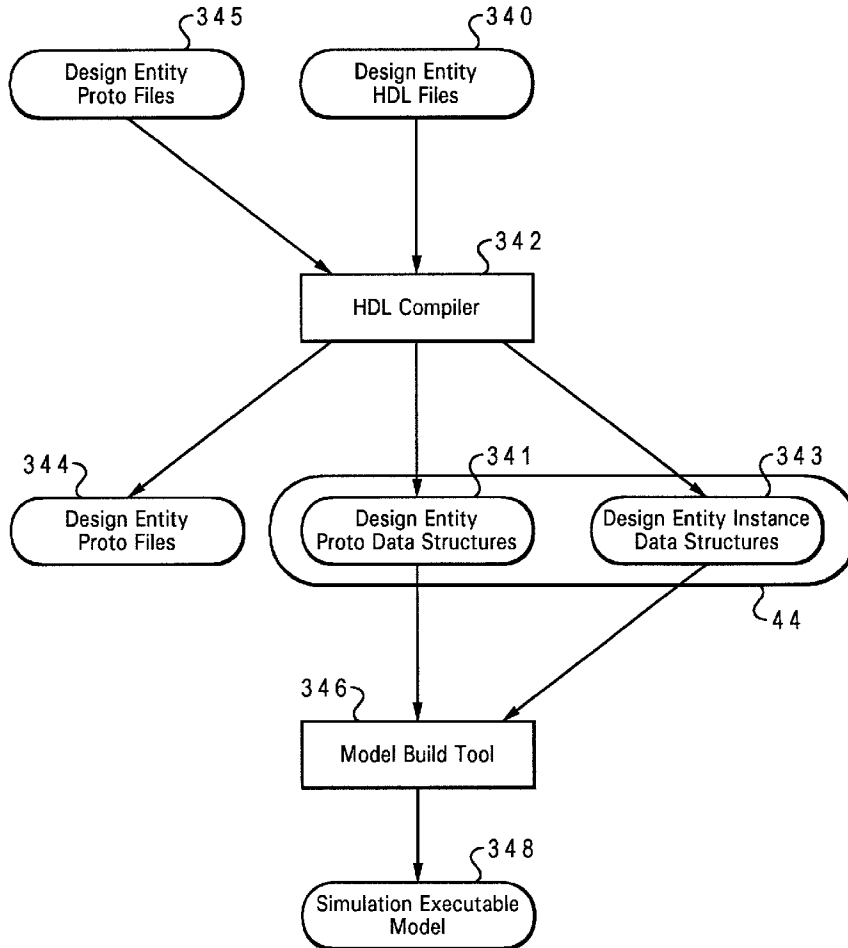 345
340
Design Entity
Proto Files
Design Entity
HDL Files
342
HDL Compiler
344
341
343
Design Entity
Proto Files
Design Entity
Proto Data Structures
Design Entity Instance
Data Structures
44
346
Model Build Tool
348
Simulation Executable
Model